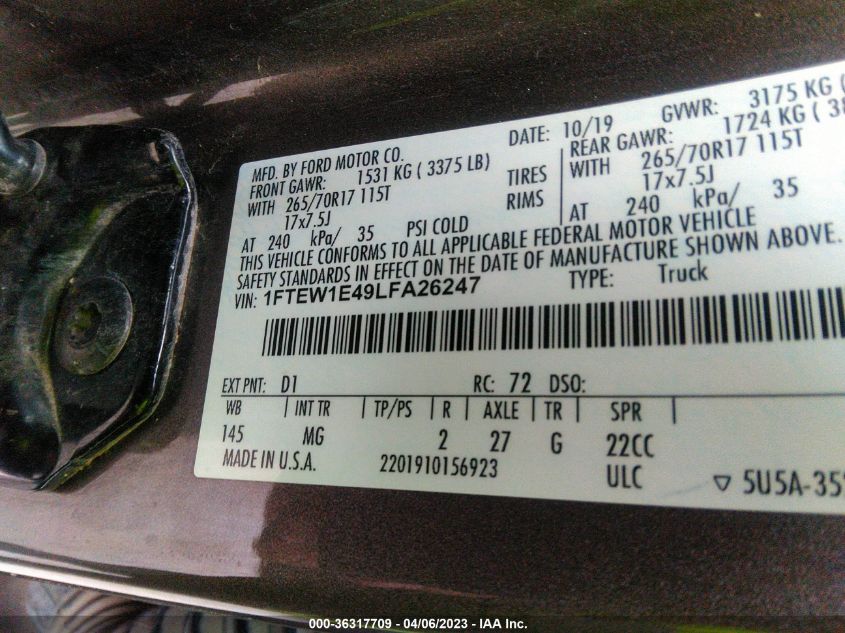 MFD. BY FORD MOTOR CO. DATE: 10/19 GVWR: 3175 KG (
FRONT GAWR: 1531 KG ( 3375 LB) REAR GAWR: 1724 KG ( 38
WITH 265/70R17 115T TIRES WITH 265/70R17 115T
17x7.5J RIMS 17x7.5J
AT 240 kPa/ 35 PSI COLD AT 240 kPa/ 35
THIS VEHICLE CONFORMS TO ALL APPLICABLE FEDERAL MOTOR VEHICLE
SAFETY STANDARDS IN EFFECT ON THE DATE OF MANUFACTURE SHOWN ABOVE.
VIN: 1FTEW1E49LFA26247 TYPE: Truck
EXT PNT: D1 RC: 72 DSO:
WB INT TR TP/PS R AXLE TR SPR
145 MG 2 27 G 22CC
MADE IN U.S.A. 2201910156923 ULC ▽ 5U5A-35
000-36317709 - 04/06/2023 - IAA Inc.